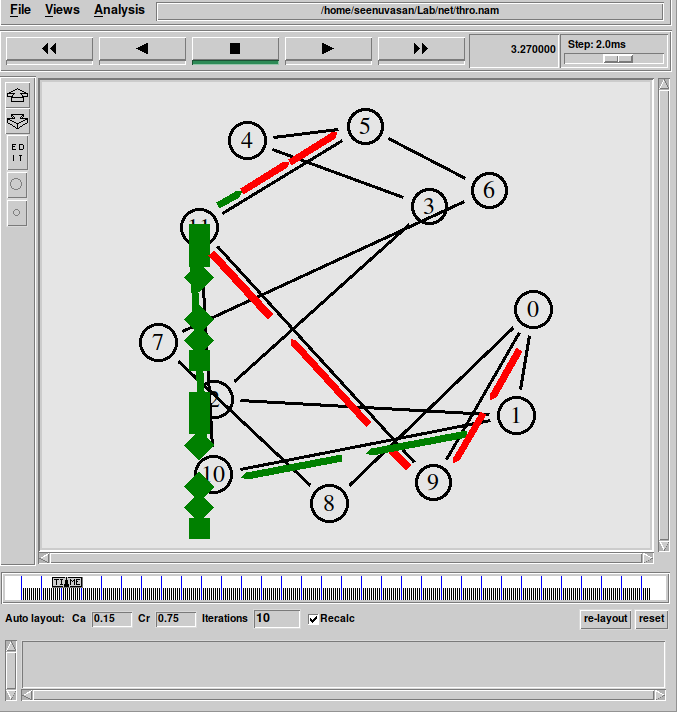 File Views Analysis /home/seenuvasan/Lab/net/thro.nam
3.270000 Step: 2.0ms
E D
I T
4
5
6
3
11
0
7
2
1
10
9
8
TIME
Auto layout: Ca 0.15 Cr 0.75 Iterations 10 Recalc re-layout reset